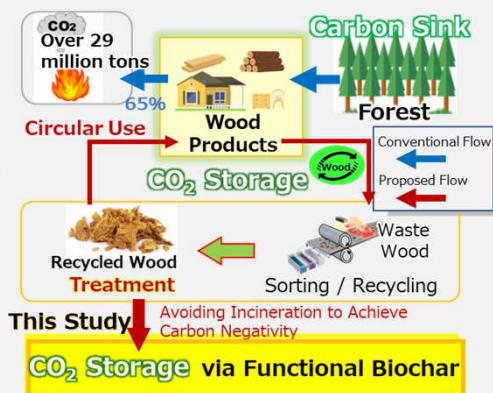 CO₂
Over 29
million tons
65%
Carbon Sink
Forest
Circular Use
Wood
Products
CO₂ Storage
Wood
Conventional Flow
Proposed Flow
Recycled Wood
Treatment
Waste
Wood
Sorting / Recycling
This Study
Avoiding Incineration to Achieve
Carbon Negativity
CO₂ Storage via Functional Biochar